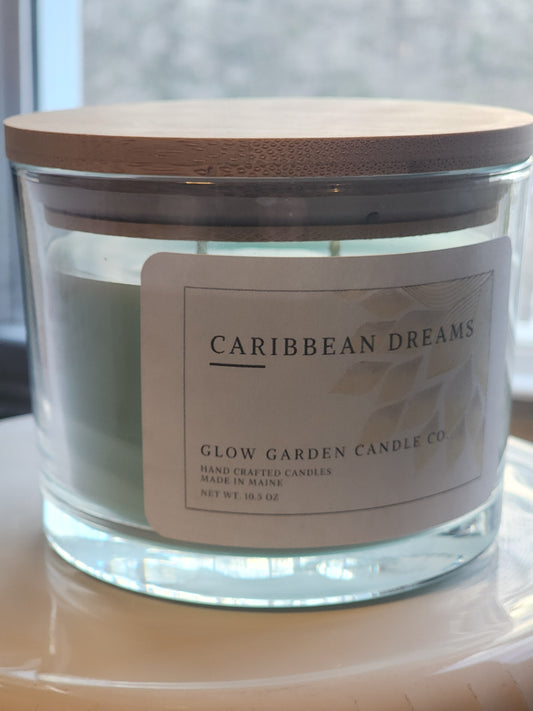 CARIBBEAN DREAMS
GLOW GARDEN CANDLE CO.
HAND CRAFTED CANDLES
MADE IN MAINE
NET WT. 10.5 OZ